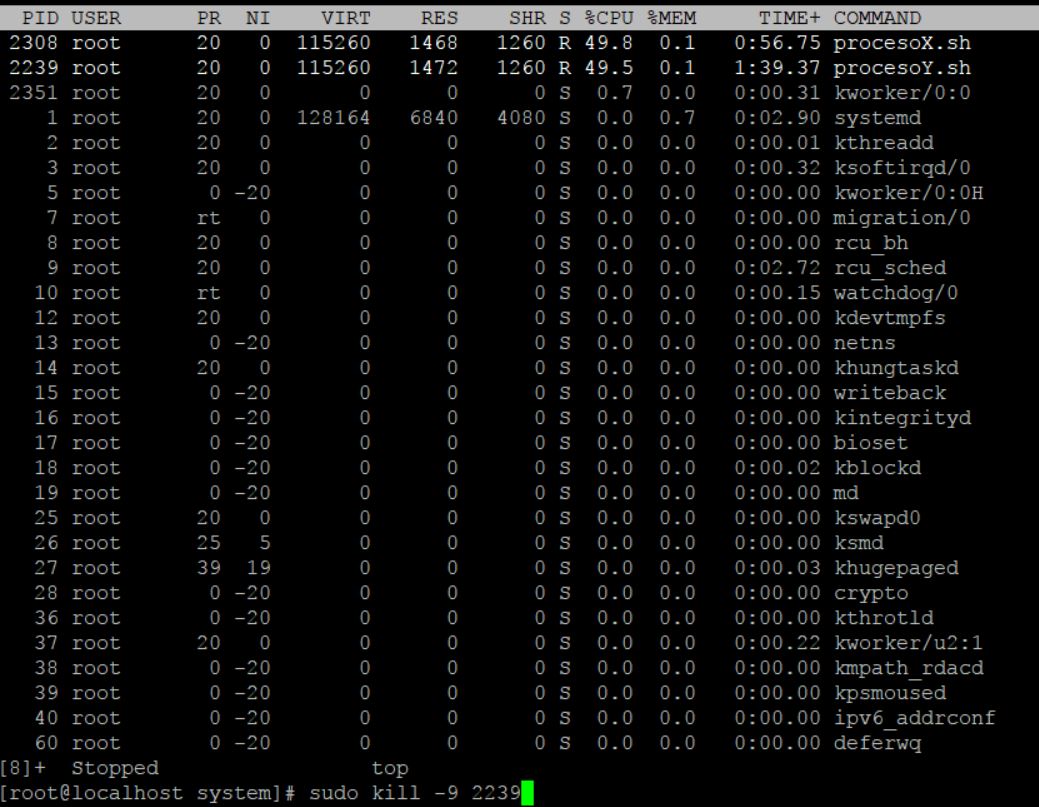 PID USER PR NI VIRT RES SHR S %CPU %MEM TIME+ COMMAND
2308 root 20 0 115260 1468 1260 R 49.8 0.1 0:56.75 procesoX.sh
2239 root 20 0 115260 1472 1260 R 49.5 0.1 1:39.37 procesoY.sh
2351 root 20 0 0 0 0 S 0.7 0.0 0:00.31 kworker/0:0
1 root 20 0 128164 6840 4080 S 0.0 0.7 0:02.90 systemd
2 root 20 0 0 0 0 S 0.0 0.0 0:00.01 kthreadd
3 root 20 0 0 0 0 S 0.0 0.0 0:00.32 ksoftirqd/0
5 root 0 -20 0 0 0 S 0.0 0.0 0:00.00 kworker/0:0H
7 root rt 0 0 0 0 S 0.0 0.0 0:00.00 migration/0
8 root 20 0 0 0 0 S 0.0 0.0 0:00.00 rcu_bh
9 root 20 0 0 0 0 S 0.0 0.0 0:02.72 rcu_sched
10 root rt 0 0 0 0 S 0.0 0.0 0:00.15 watchdog/0
12 root 20 0 0 0 0 S 0.0 0.0 0:00.00 kdevtmpfs
13 root 0 -20 0 0 0 S 0.0 0.0 0:00.00 netns
14 root 20 0 0 0 0 S 0.0 0.0 0:00.00 khungtaskd
15 root 0 -20 0 0 0 S 0.0 0.0 0:00.00 writeback
16 root 0 -20 0 0 0 S 0.0 0.0 0:00.00 kintegrityd
17 root 0 -20 0 0 0 S 0.0 0.0 0:00.00 bioset
18 root 0 -20 0 0 0 S 0.0 0.0 0:00.02 kblockd
19 root 0 -20 0 0 0 S 0.0 0.0 0:00.00 md
25 root 20 0 0 0 0 S 0.0 0.0 0:00.00 kswapd0
26 root 25 5 0 0 0 S 0.0 0.0 0:00.00 ksmd
27 root 39 19 0 0 0 S 0.0 0.0 0:00.03 khugepaged
28 root 0 -20 0 0 0 S 0.0 0.0 0:00.00 crypto
36 root 0 -20 0 0 0 S 0.0 0.0 0:00.00 kthrotld
37 root 20 0 0 0 0 S 0.0 0.0 0:00.22 kworker/u2:1
38 root 0 -20 0 0 0 S 0.0 0.0 0:00.00 kmpath_rdacd
39 root 0 -20 0 0 0 S 0.0 0.0 0:00.00 kpsmoused
40 root 0 -20 0 0 0 S 0.0 0.0 0:00.00 ipv6_addrconf
60 root 0 -20 0 0 0 S 0.0 0.0 0:00.00 deferwq
[8]+ Stopped top
[root@localhost system]# sudo kill -9 2239